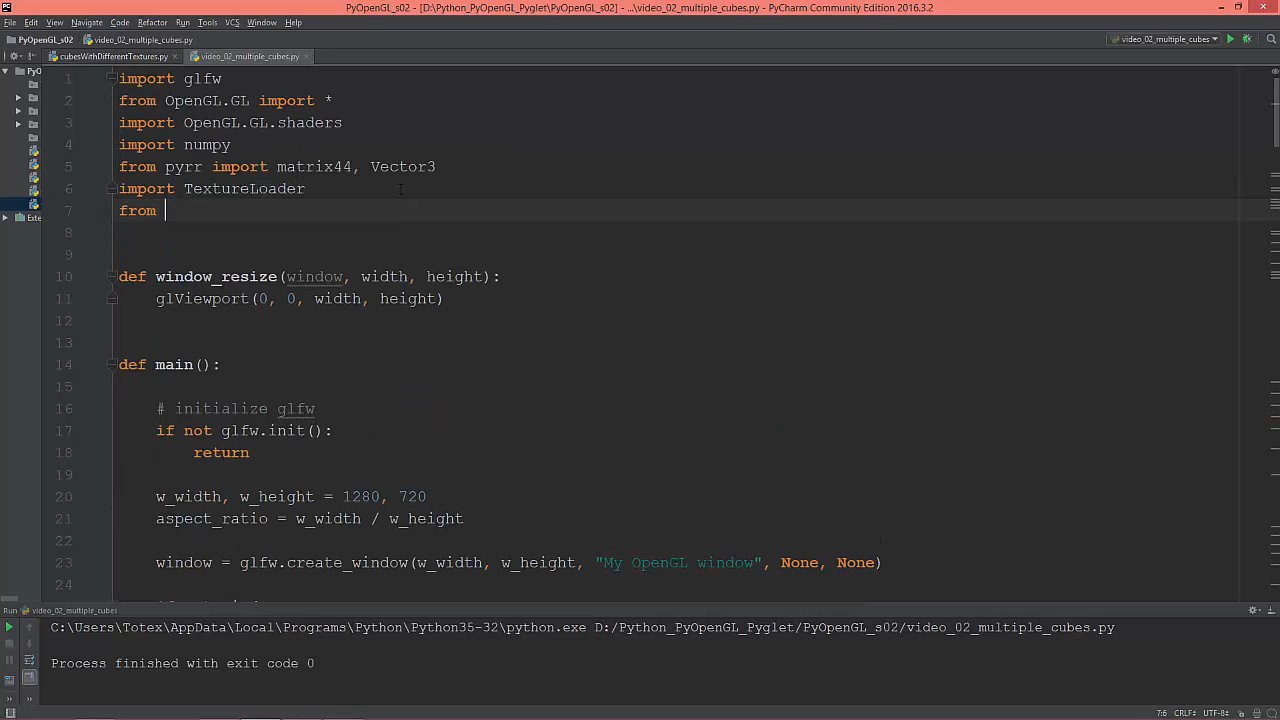 PyOpenGL_s02 - [D:\Python_PyOpenGL_Pyglet\PyOpenGL_s02] - ...\video_02_multiple_cubes.py - PyCharm Community Edition 2016.3.2
File Edit View Navigate Code Refactor Run Tools VCS Window Help
PyOpenGL_s02 video_02_multiple_cubes.py
video_02_multiple_cubes
cubesWithDifferentTextures.py video_02_multiple_cubes.py
PyO
Exte
1 import glfw
2 from OpenGL.GL import *
3 import OpenGL.GL.shaders
4 import numpy
5 from pyrr import matrix44, Vector3
6 import TextureLoader
7 from
8
9
10 def window_resize(window, width, height):
11 glViewport(0, 0, width, height)
12
13
14 def main():
15
16 # initialize glfw
17 if not glfw.init():
18 return
19
20 w_width, w_height = 1280, 720
21 aspect_ratio = w_width / w_height
22
23 window = glfw.create_window(w_width, w_height, "My OpenGL window", None, None)
24
Run video_02_multiple_cubes
C:\Users\Totex\AppData\Local\Programs\Python\Python35-32\python.exe D:/Python_PyOpenGL_Pyglet/PyOpenGL_s02/video_02_multiple_cubes.py
Process finished with exit code 0
7:6 CRLF UTF-8